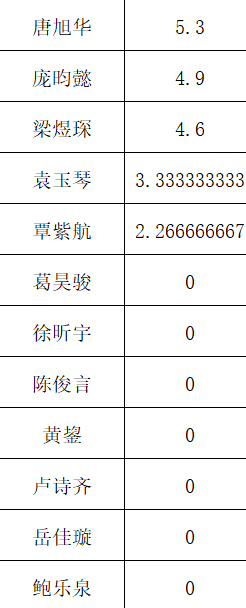 唐旭华 5.3
庞昀懿 4.9
梁煜琛 4.6
袁玉琴 3.333333333
覃紫航 2.266666667
葛昊骏 0
徐昕宇 0
陈俊言 0
黄鋆 0
卢诗齐 0
岳佳璇 0
鲍乐泉 0